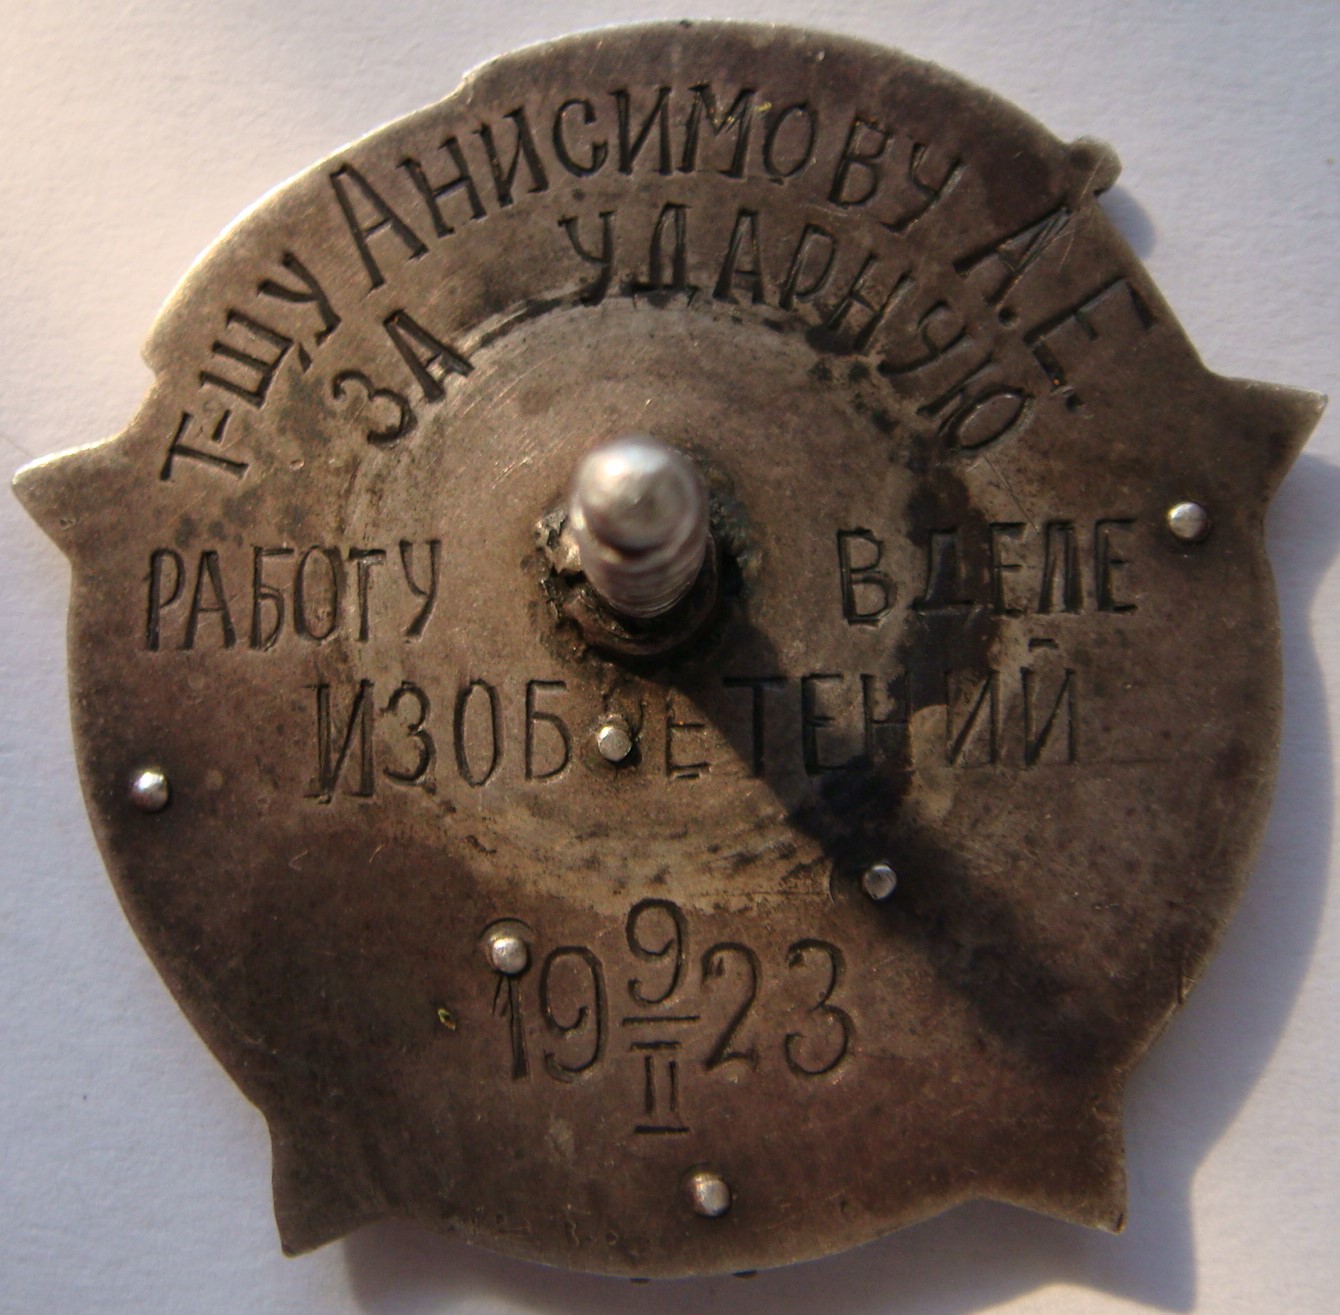 Т-ЩУ АНИСИМОВУ А.Е.
ЗА УДАРНУЮ
РАБОТУ В ДЕЛЕ
ИЗОБРЕТЕНИЙ
19 9/II 23